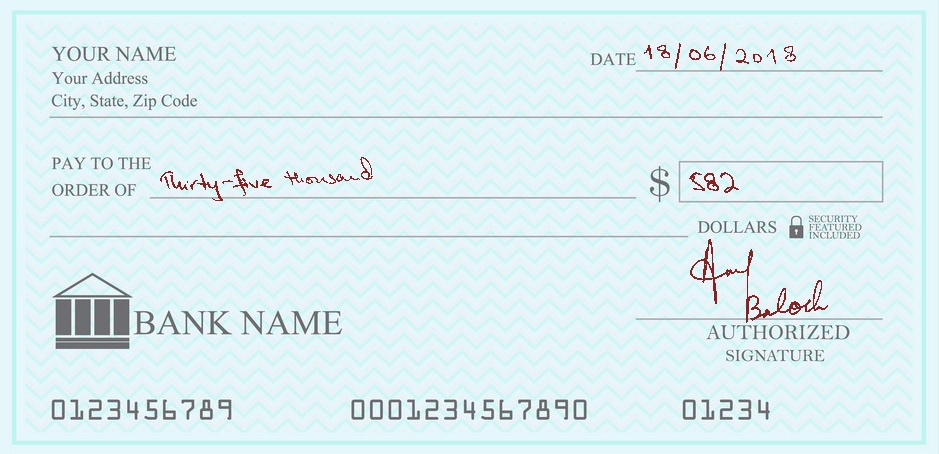 YOUR NAME
Your Address
City, State, Zip Code
DATE 18/06/2018
PAY TO THE
ORDER OF Thirty-five thousand
$ 582
DOLLARS
SECURITY
FEATURED
INCLUDED
BANK NAME
Baloch
AUTHORIZED
SIGNATURE
0123456789 0001234567890 01234